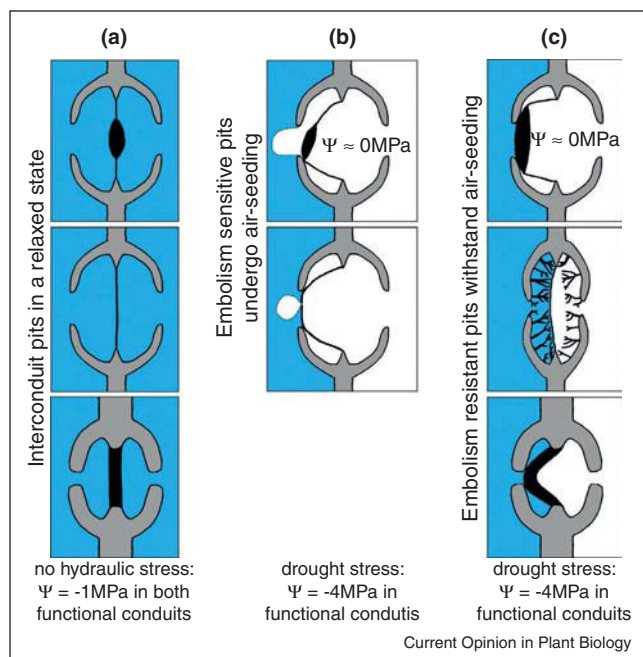 (a)
(b)
(c)
Interconduit pits in a relaxed state
Embolism sensitive pits
undergo air-seeding
Ψ ≈ 0MPa
Embolism resistant pits withstand air-seeding
Ψ ≈ 0MPa
no hydraulic stress:
Ψ = -1MPa in both
functional conduits
drought stress:
Ψ = -4MPa in
functional condutis
drought stress:
Ψ = -4MPa in
functional conduits
Current Opinion in Plant Biology